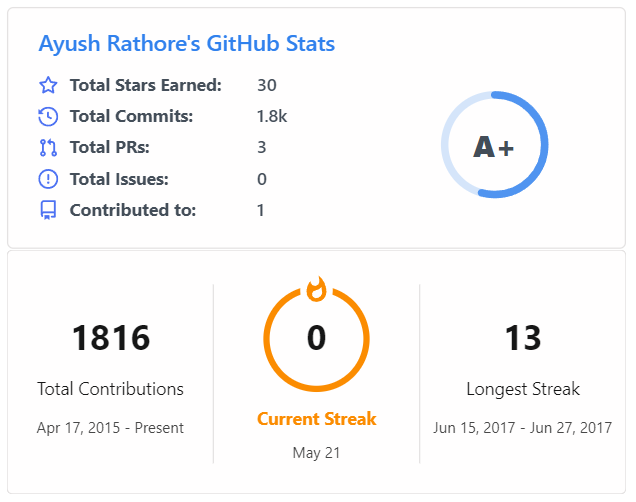 Ayush Rathore's GitHub Stats
Total Stars Earned: 30
Total Commits: 1.8k
Total PRs: 3
Total Issues: 0
Contributed to: 1
A+
1816
Total Contributions
Apr 17, 2015 - Present
0
Current Streak
May 21
13
Longest Streak
Jun 15, 2017 - Jun 27, 2017